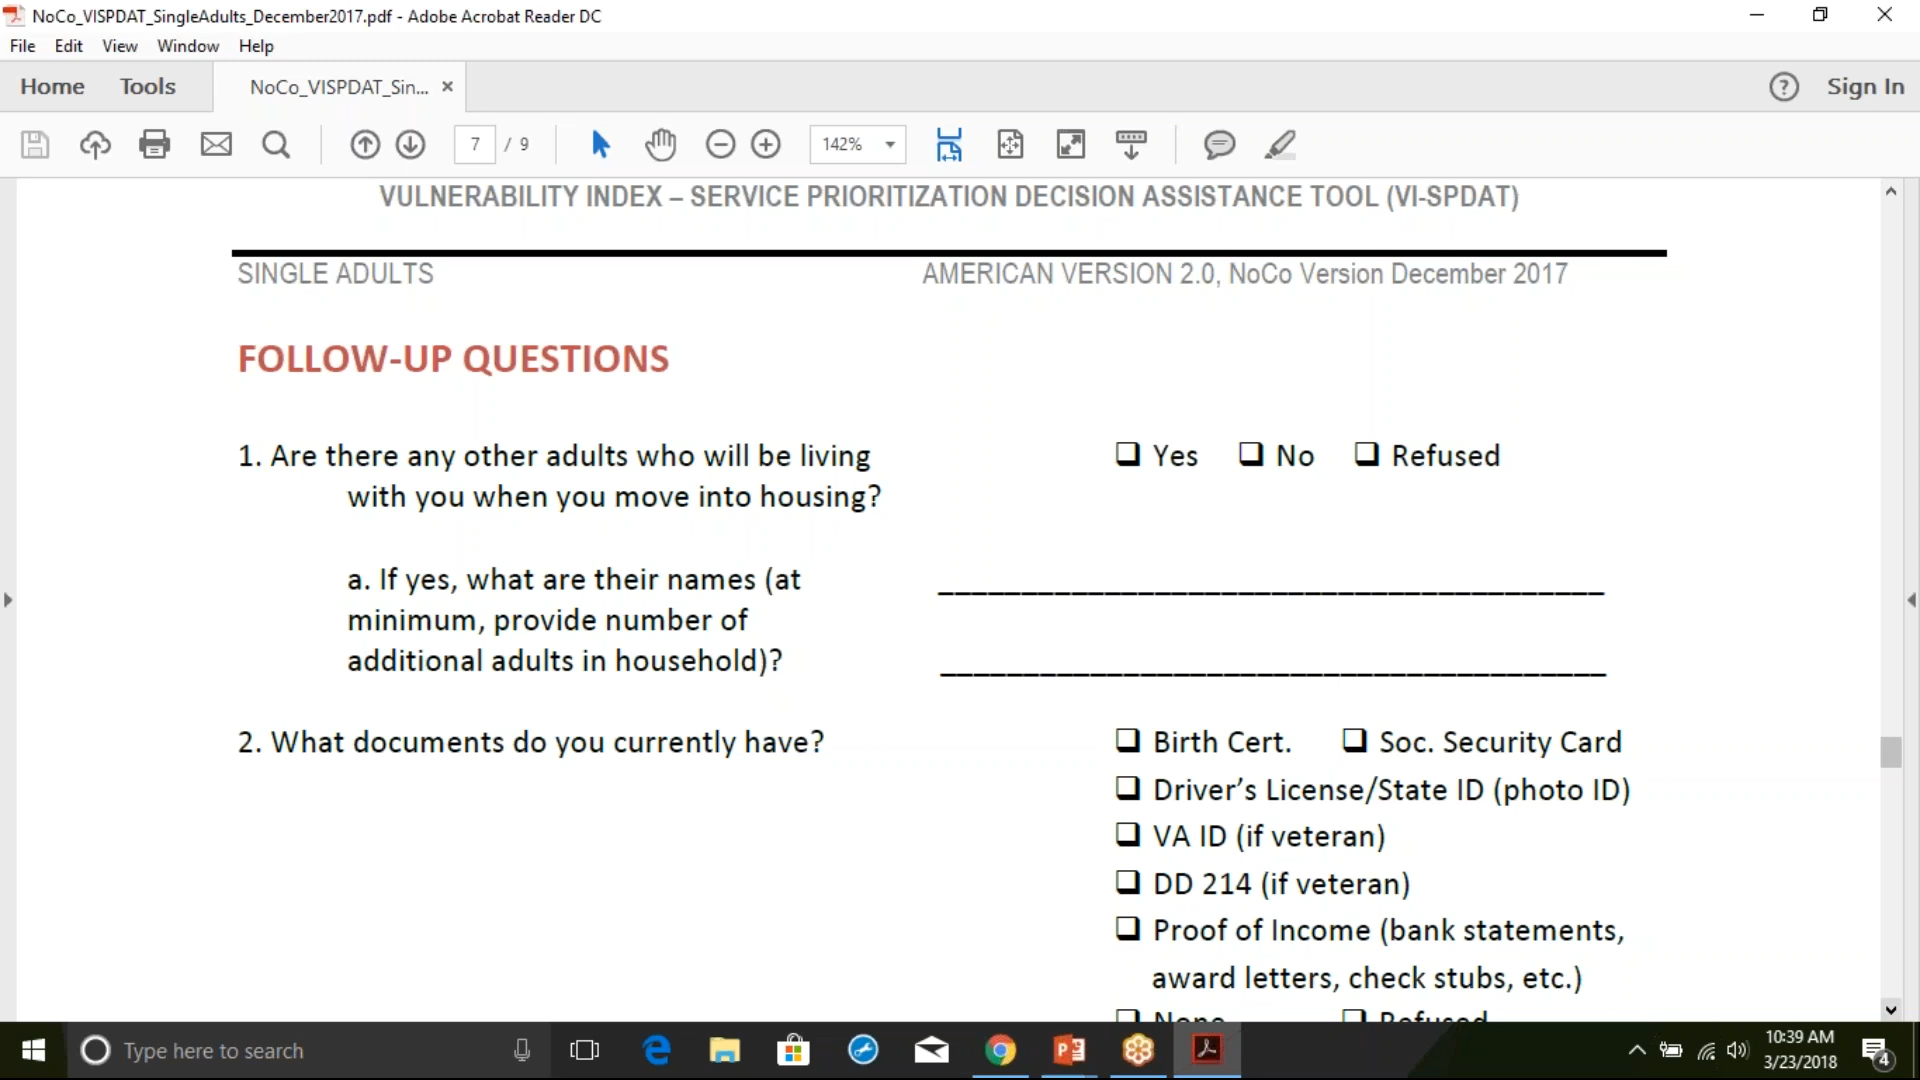 NoCo_VISPDAT_SingleAdults_December2017.pdf - Adobe Acrobat Reader DC
File Edit View Window Help
Home Tools NoCo_VISPDAT_Sin... × ? Sign In
7 / 9 142%
VULNERABILITY INDEX – SERVICE PRIORITIZATION DECISION ASSISTANCE TOOL (VI-SPDAT)
SINGLE ADULTS AMERICAN VERSION 2.0, NoCo Version December 2017
FOLLOW-UP QUESTIONS
1. Are there any other adults who will be living ❑ Yes ❑ No ❑ Refused
with you when you move into housing?
a. If yes, what are their names (at
minimum, provide number of
additional adults in household)?
2. What documents do you currently have? ❑ Birth Cert. ❑ Soc. Security Card
❑ Driver’s License/State ID (photo ID)
❑ VA ID (if veteran)
❑ DD 214 (if veteran)
❑ Proof of Income (bank statements,
award letters, check stubs, etc.)
❑ None ❑ Refused
Type here to search
10:39 AM
3/23/2018
4